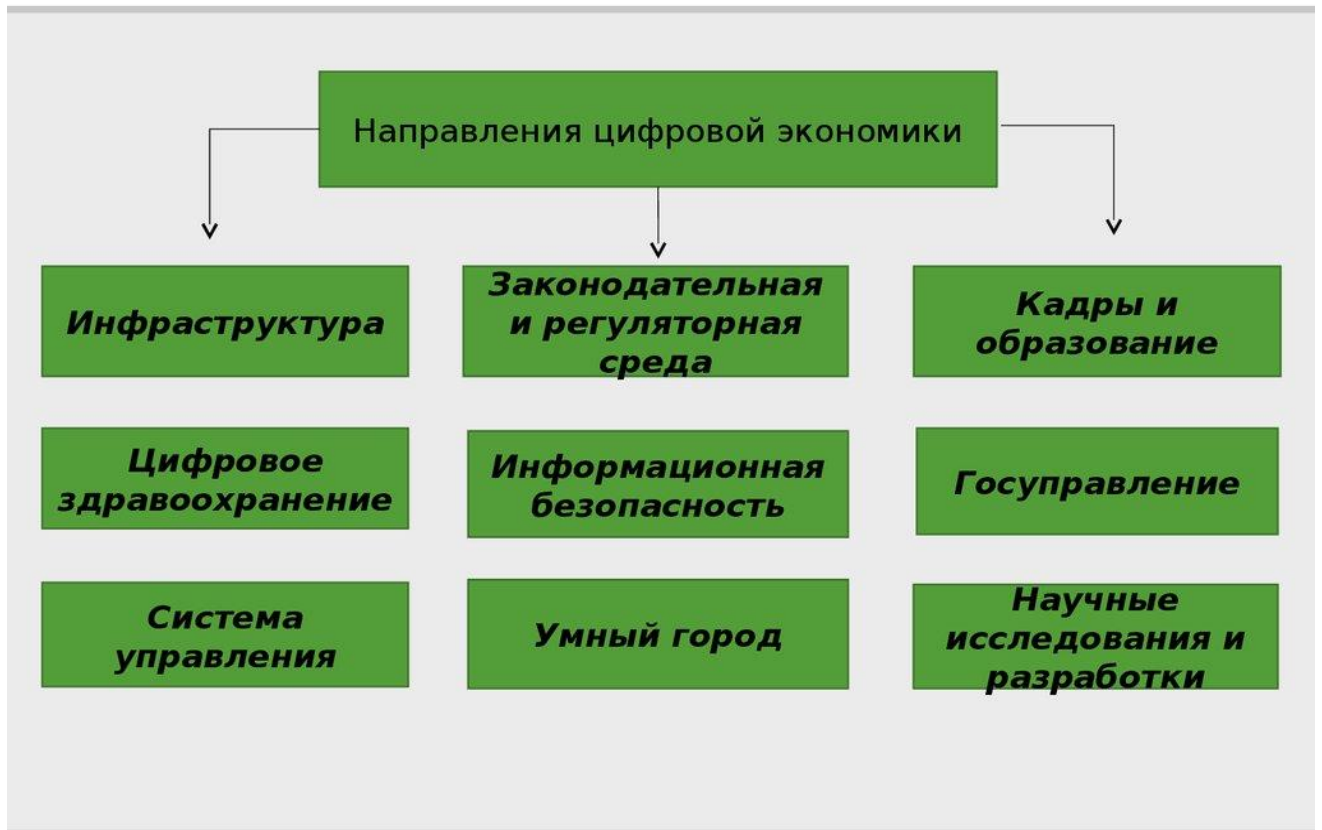 Направления цифровой экономики
Инфраструктура
Законодательная
и регуляторная
среда
Кадры и
образование
Цифровое
здравоохранение
Информационная
безопасность
Госуправление
Система
управления
Умный город
Научные
исследования и
разработки